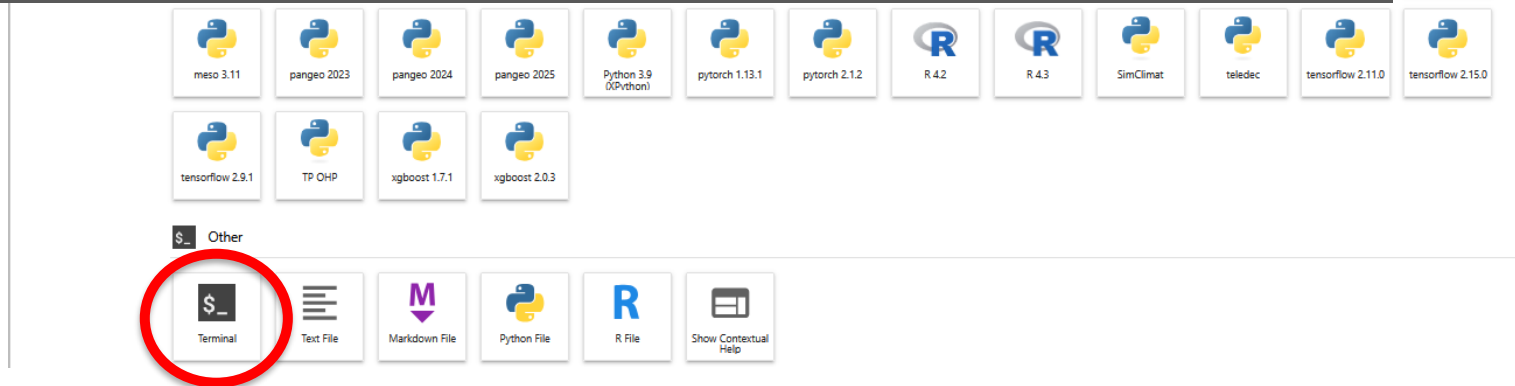 meso 3.11
pangeo 2023
pangeo 2024
pangeo 2025
Python 3.9
(XPython)
pytorch 1.13.1
pytorch 2.1.2
R 4.2
R 4.3
SimClimat
teledec
tensorflow 2.11.0
tensorflow 2.15.0
tensorflow 2.9.1
TP OHP
xgboost 1.7.1
xgboost 2.0.3
$_ Other
$_
Terminal
Text File
M
Markdown File
Python File
R
R File
Show Contextual
Help